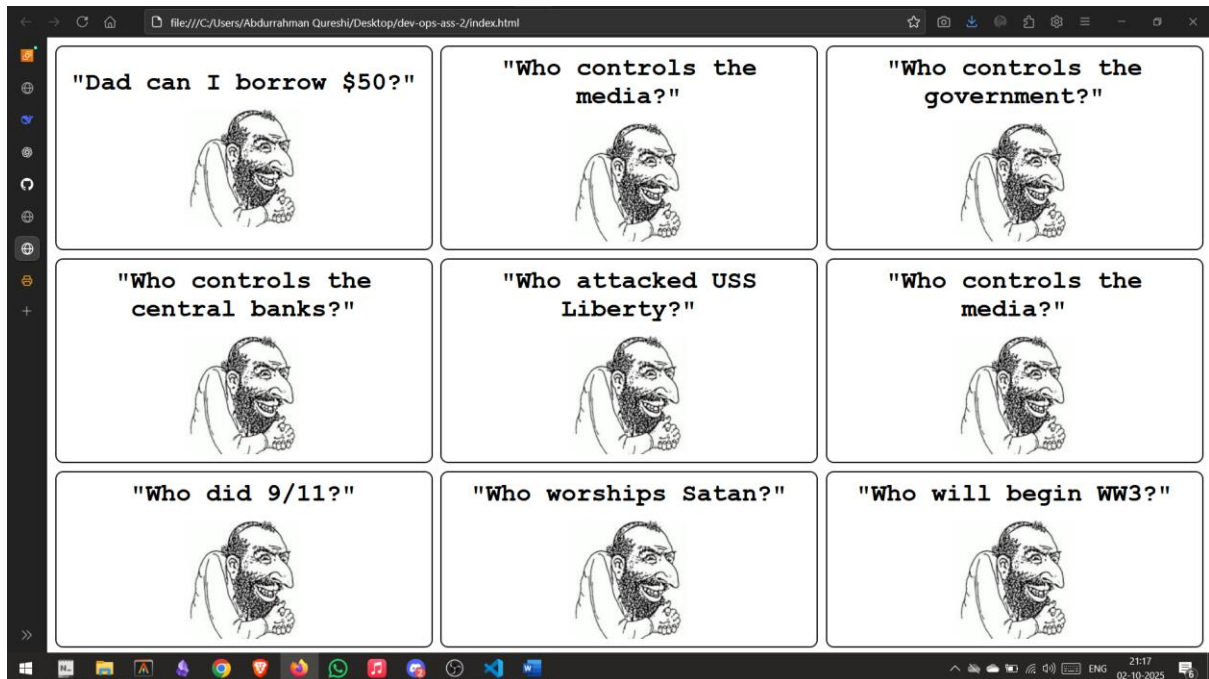 file:///C:/Users/Abdurrahman Qureshi/Desktop/dev-ops-ass-2/index.html
"Dad can I borrow $50?"
"Who controls the
media?"
"Who controls the
government?"
"Who controls the
central banks?"
"Who attacked USS
Liberty?"
"Who controls the
media?"
"Who did 9/11?"
"Who worships Satan?"
"Who will begin WW3?"
ENG
21:17
02-10-2025